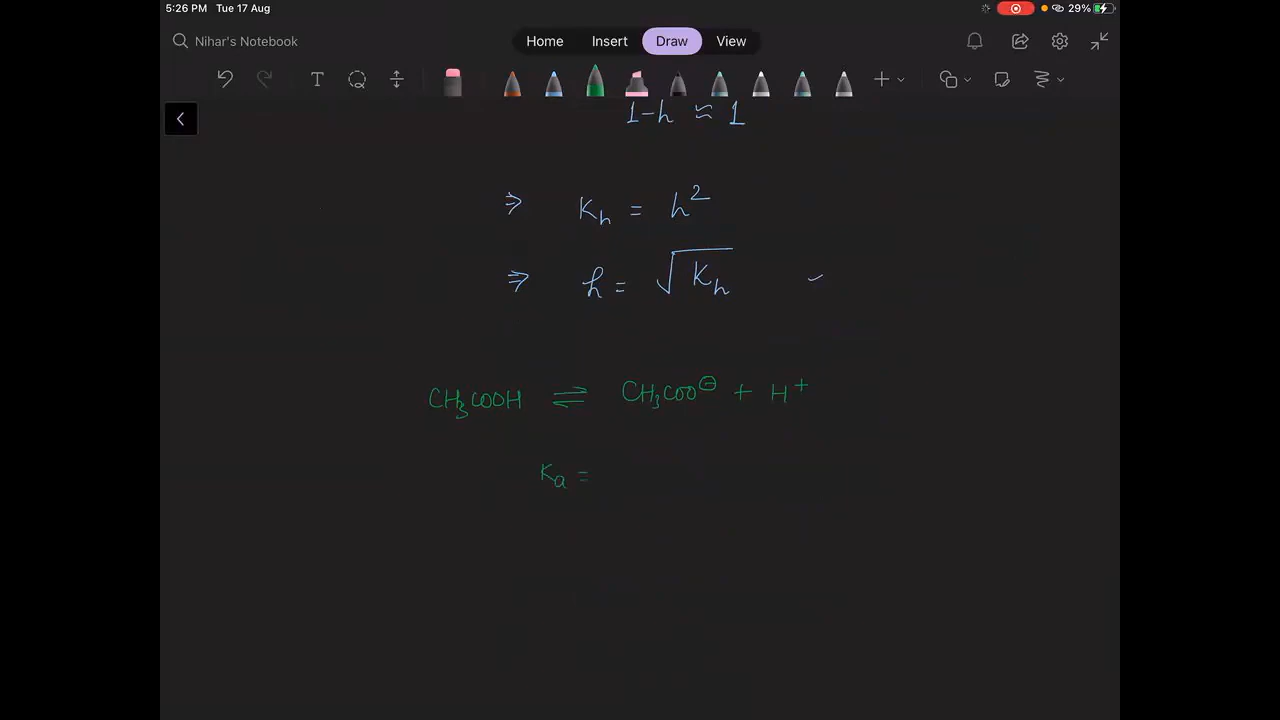 5:26 PM Tue 17 Aug 29%
Nihar's Notebook Home Insert Draw View
T
1-h ≈ 1
⇒ Kh = h²
⇒ h = √Kh
CH3COOH ⇌ CH3COO⊖ + H+
Ka =